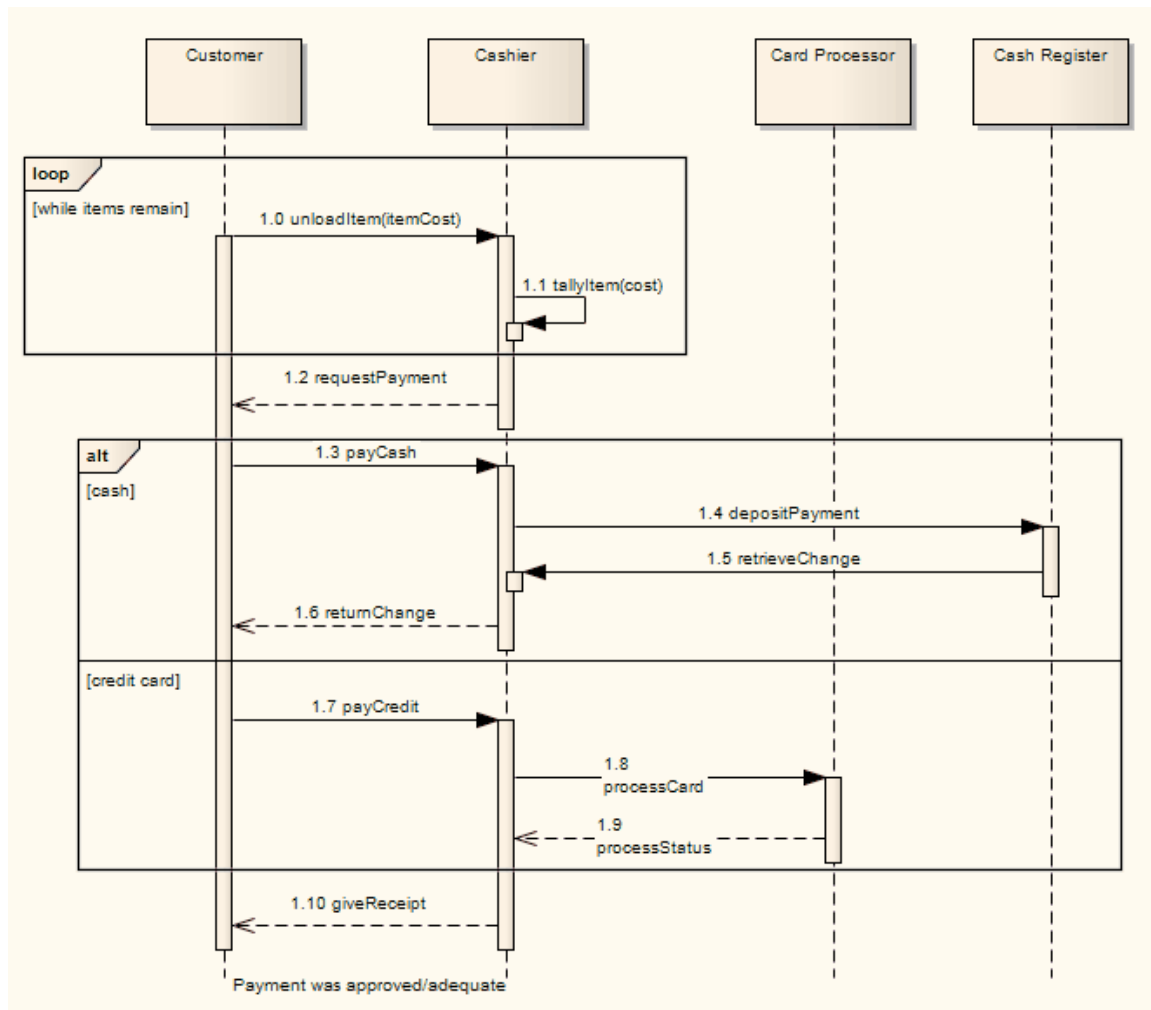 Customer
Cashier
Card Processor
Cash Register
loop
[while items remain]
1.0 unloadItem(itemCost)
1.1 tallyItem(cost)
1.2 requestPayment
alt
1.3 payCash
[cash]
1.4 depositPayment
1.5 retrieveChange
1.6 returnChange
[credit card]
1.7 payCredit
1.8
processCard
1.9
processStatus
1.10 giveReceipt
Payment was approved/adequate